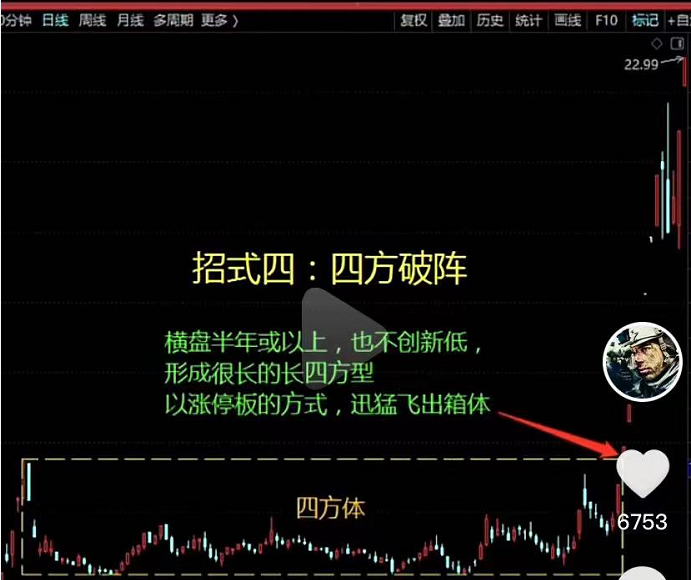 0分钟 日线 周线 月线 多周期 更多 〉 复权 叠加 历史 统计 画线 F10 标记 +自
22.99
招式四：四方破阵
横盘半年或以上，也不创新低，
形成很长的长四方型
以涨停板的方式，迅猛飞出箱体
四方体
6753